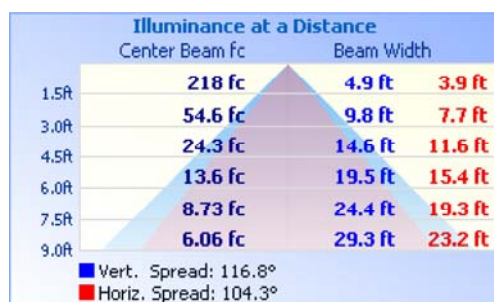 Illuminance at a Distance
Center Beam fc Beam Width
1.5ft 218 fc 4.9 ft 3.9 ft
3.0ft 54.6 fc 9.8 ft 7.7 ft
4.5ft 24.3 fc 14.6 ft 11.6 ft
6.0ft 13.6 fc 19.5 ft 15.4 ft
7.5ft 8.73 fc 24.4 ft 19.3 ft
9.0ft 6.06 fc 29.3 ft 23.2 ft
Vert. Spread: 116.8°
Horiz. Spread: 104.3°